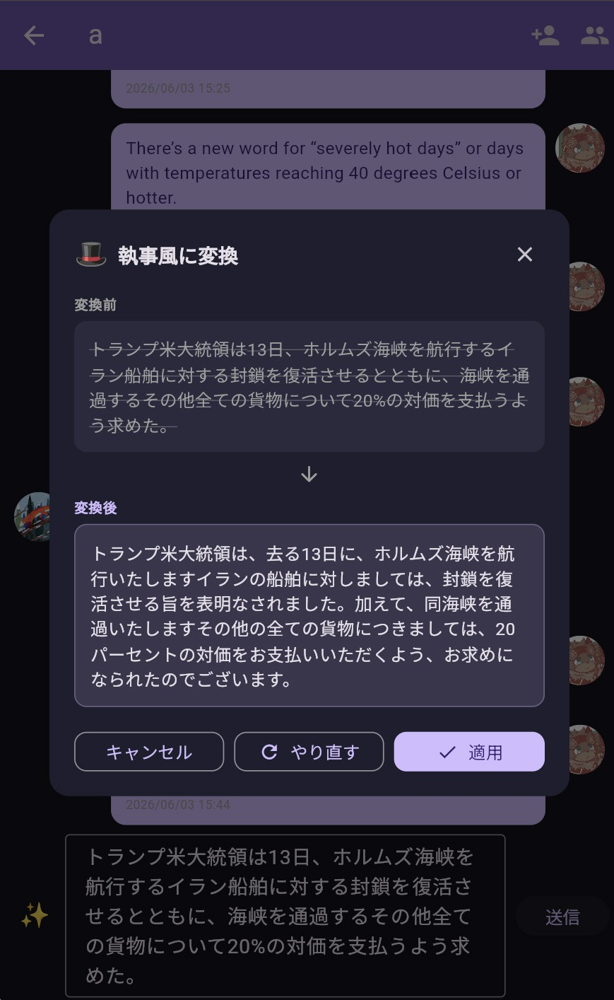 a
2026/06/03 15:25
There’s a new word for “severely hot days” or days
with temperatures reaching 40 degrees Celsius or
hotter.
執事風に変換
変換前
トランプ米大統領は13日、ホルムズ海峡を航行するイ
ラン船舶に対する封鎖を復活させるとともに、海峡を通
過するその他全ての貨物について20%の対価を支払うよ
う求めた。
変換後
トランプ米大統領は、去る13日に、ホルムズ海峡を航
行いたしますイランの船舶に対しましては、封鎖を復
活させる旨を表明なされました。加えて、同海峡を通
過いたしますその他の全ての貨物につきましては、20
パーセントの対価をお支払いいただくよう、お求めに
なられたのでございます。
キャンセル
やり直す
適用
2026/06/03 15:44
トランプ米大統領は13日、ホルムズ海峡を
航行するイラン船舶に対する封鎖を復活さ
せるとともに、海峡を通過するその他全て
の貨物について20%の対価を支払うよう求
めた。
送信